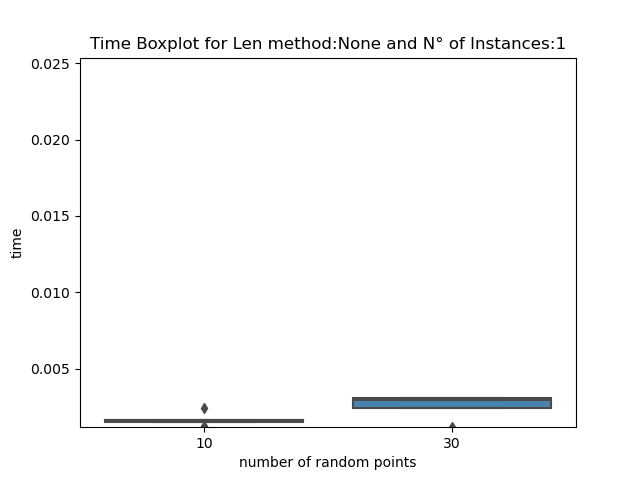 Time Boxplot for Len method:None and N° of Instances:1
0.025
0.020
0.015
0.010
0.005
time
10 30
number of random points